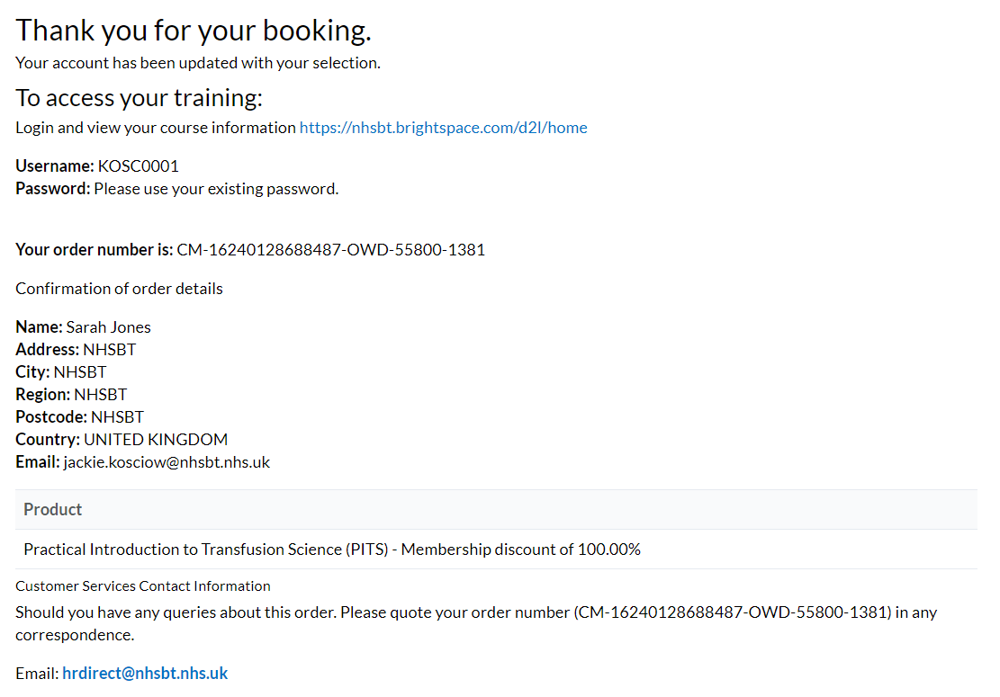 Thank you for your booking.
Your account has been updated with your selection.
To access your training:
Login and view your course information https://nhsbt.brightspace.com/d2l/home
Username: KOSC0001
Password: Please use your existing password.
Your order number is: CM-16240128688487-OWD-55800-1381
Confirmation of order details
Name: Sarah Jones
Address: NHSBT
City: NHSBT
Region: NHSBT
Postcode: NHSBT
Country: UNITED KINGDOM
Email: jackie.kosciow@nhsbt.nhs.uk
Product
Practical Introduction to Transfusion Science (PITS) - Membership discount of 100.00%
Customer Services Contact Information
Should you have any queries about this order. Please quote your order number (CM-16240128688487-OWD-55800-1381) in any
correspondence.
Email: hrdirect@nhsbt.nhs.uk